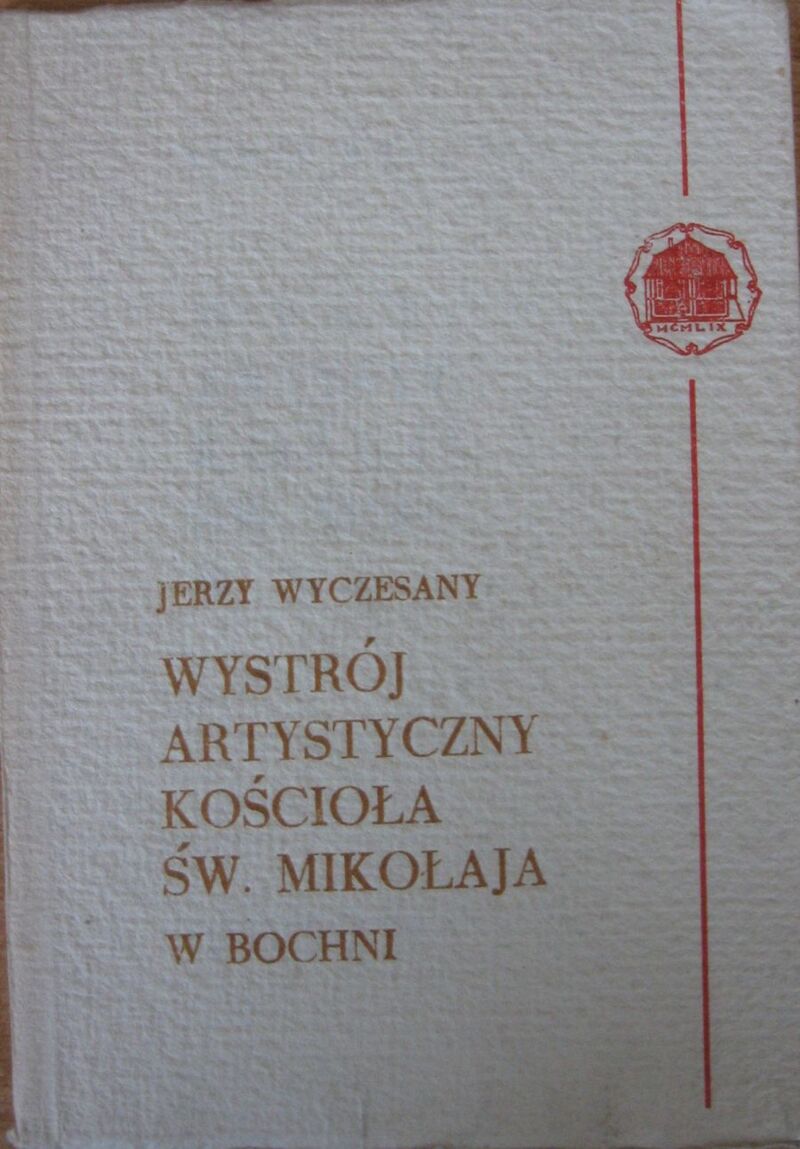 MCMLIX
JERZY WYCZESANY
WYSTRÓJ
ARTYSTYCZNY
KOŚCIOŁA
ŚW. MIKOŁAJA
W BOCHNI